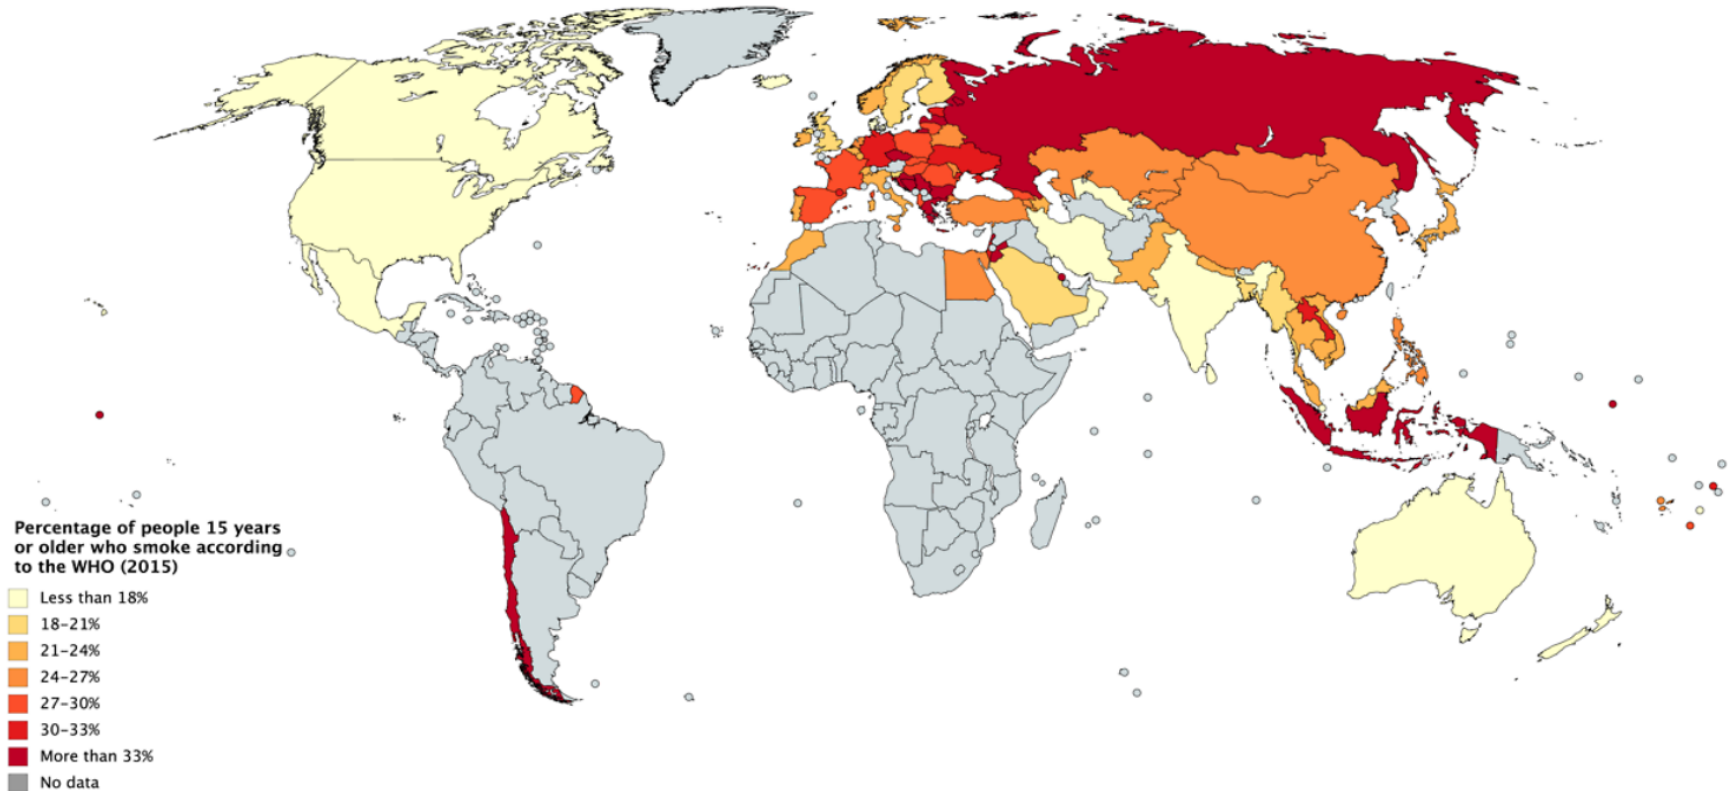 Percentage of people 15 years
or older who smoke according
to the WHO (2015)
Less than 18%
18-21%
21-24%
24-27%
27-30%
30-33%
More than 33%
No data